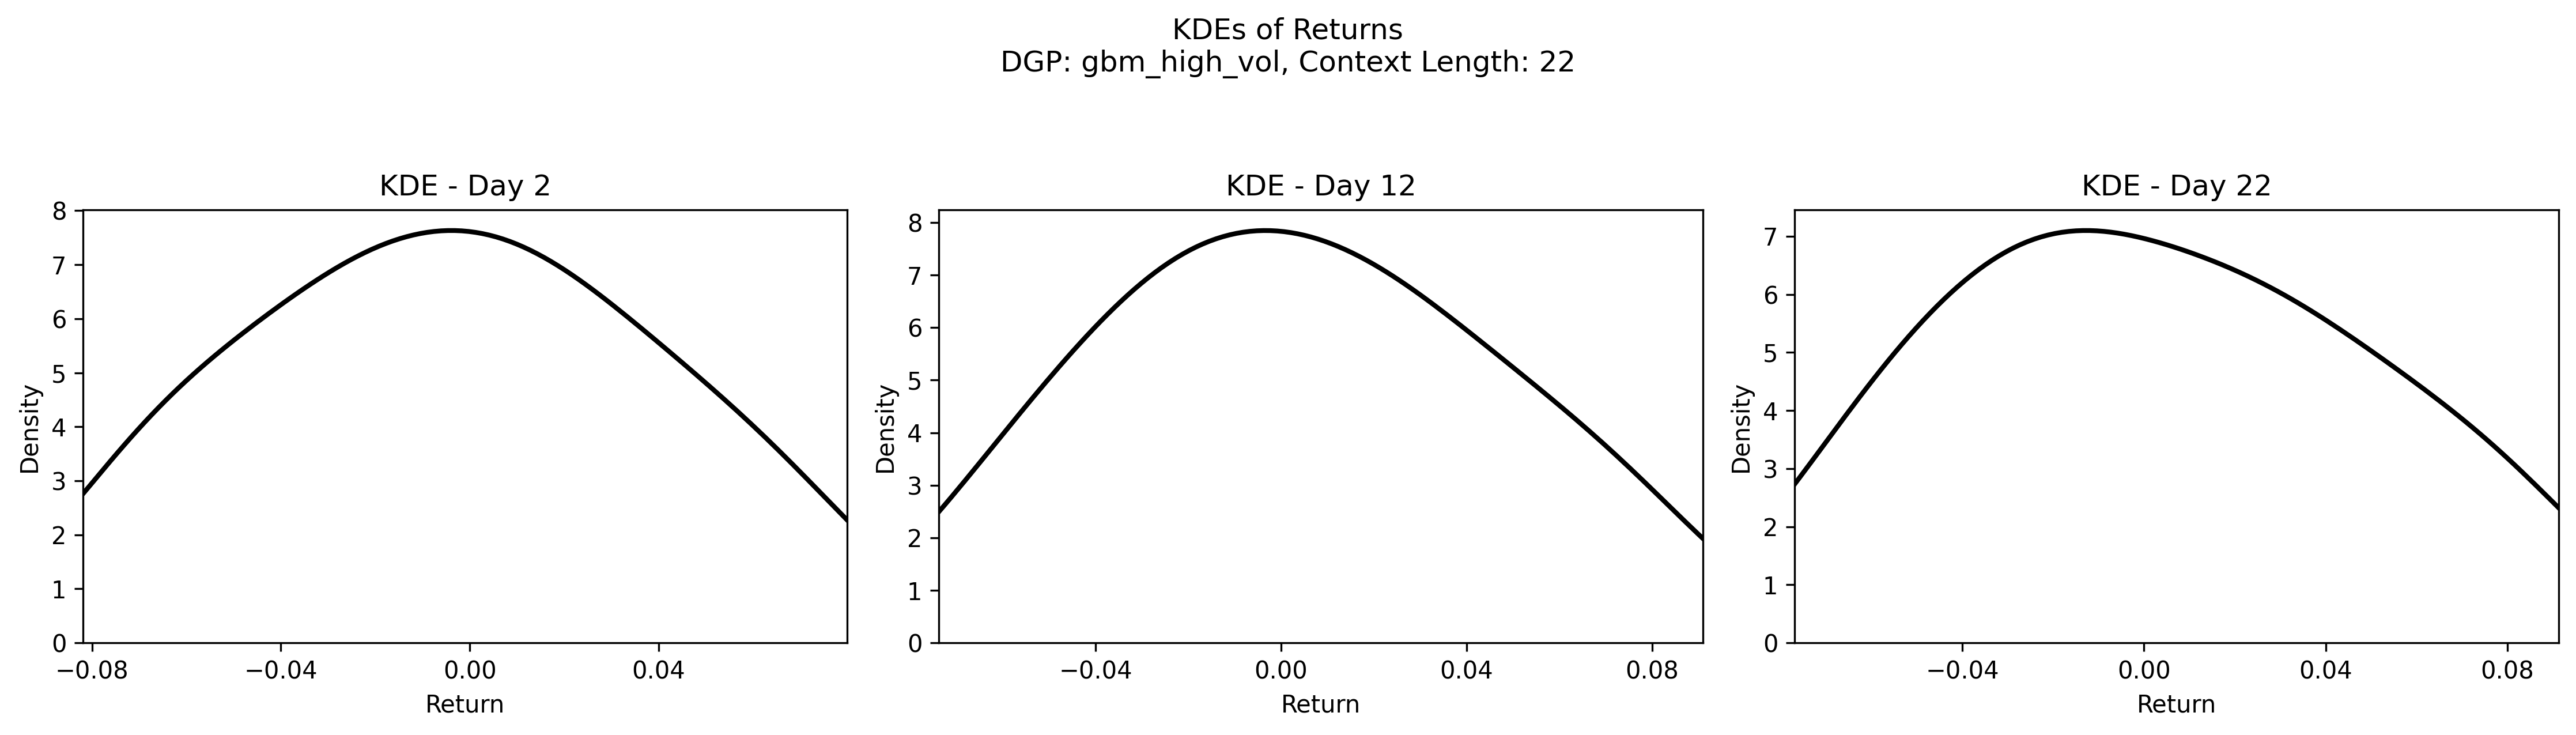 KDEs of Returns
DGP: gbm_high_vol, Context Length: 22
KDE - Day 2
8
7
6
5
4
3
2
1
0
Density
−0.08 −0.04 0.00 0.04
Return
KDE - Day 12
8
7
6
5
4
3
2
1
0
Density
−0.04 0.00 0.04 0.08
Return
KDE - Day 22
7
6
5
4
3
2
1
0
Density
−0.04 0.00 0.04 0.08
Return